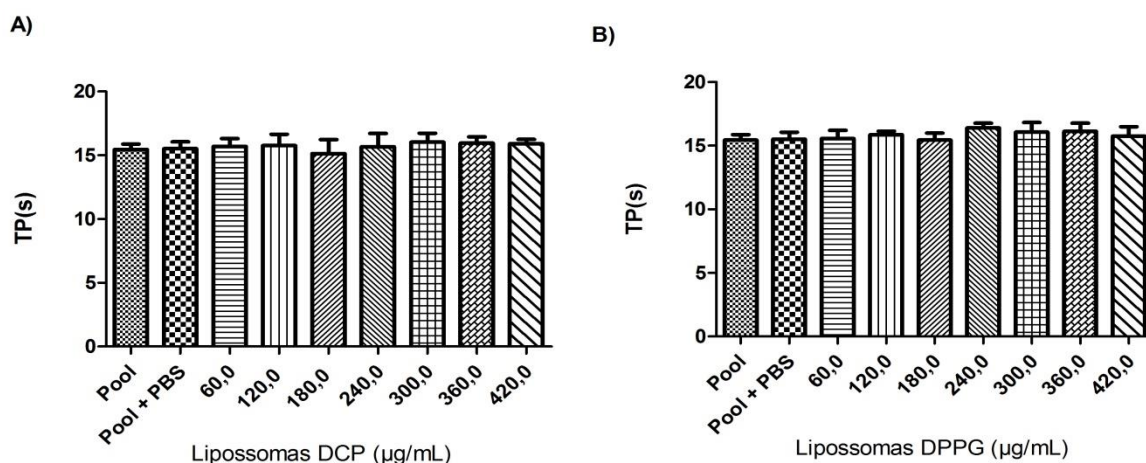 A)
20
15
10
5
0
TP(s)
Pool
Pool + PBS
60,0
120,0
180,0
240,0
300,0
360,0
420,0
Lipossomas DCP (µg/mL)
B)
20
15
10
5
0
TP(s)
Pool
Pool + PBS
60,0
120,0
180,0
240,0
300,0
360,0
420,0
Lipossomas DPPG (µg/mL)